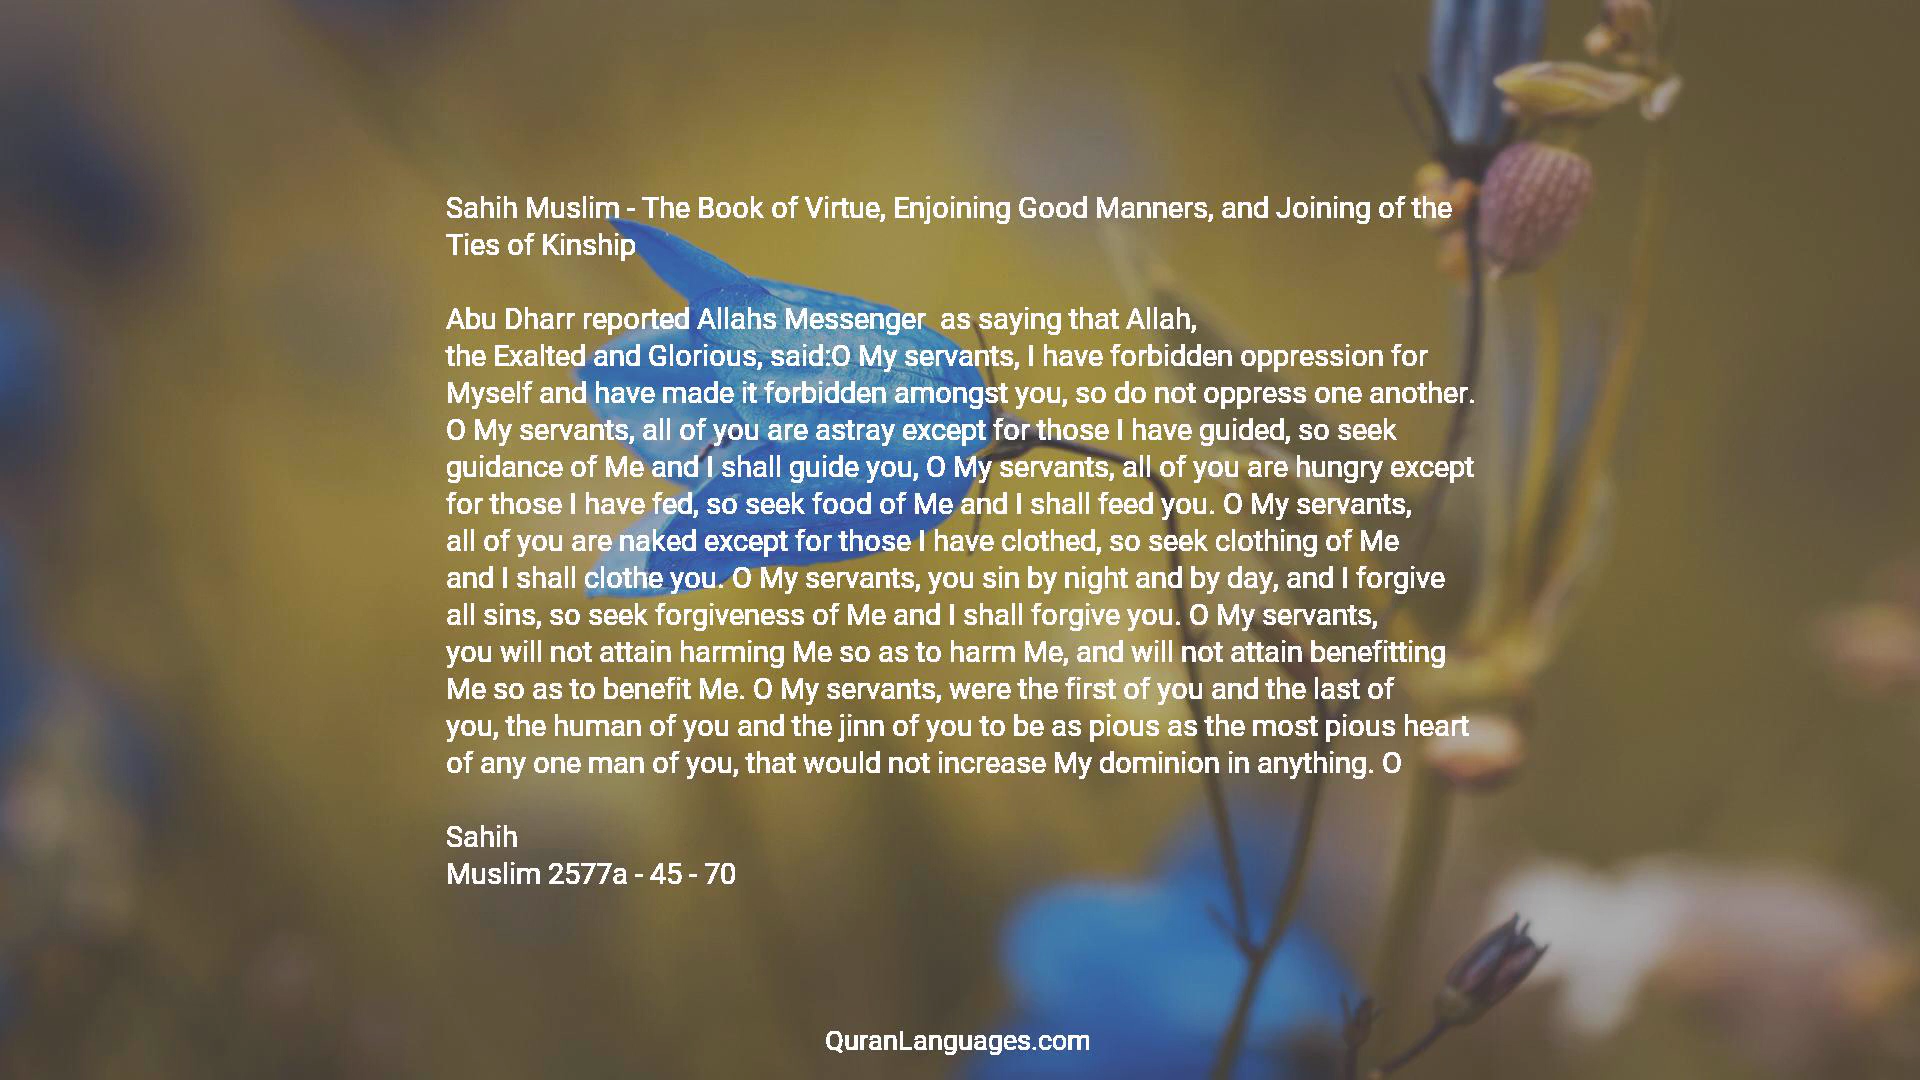 Sahih Muslim - The Book of Virtue, Enjoining Good Manners, and Joining of the
Ties of Kinship
Abu Dharr reported Allahs Messenger  as saying that Allah,
the Exalted and Glorious, said:O My servants, I have forbidden oppression for
Myself and have made it forbidden amongst you, so do not oppress one another.
O My servants, all of you are astray except for those I have guided, so seek
guidance of Me and I shall guide you, O My servants, all of you are hungry except
for those I have fed, so seek food of Me and I shall feed you. O My servants,
all of you are naked except for those I have clothed, so seek clothing of Me
and I shall clothe you. O My servants, you sin by night and by day, and I forgive
all sins, so seek forgiveness of Me and I shall forgive you. O My servants,
you will not attain harming Me so as to harm Me, and will not attain benefitting
Me so as to benefit Me. O My servants, were the first of you and the last of
you, the human of you and the jinn of you to be as pious as the most pious heart
of any one man of you, that would not increase My dominion in anything. O
Sahih
Muslim 2577a - 45 - 70
QuranLanguages.com